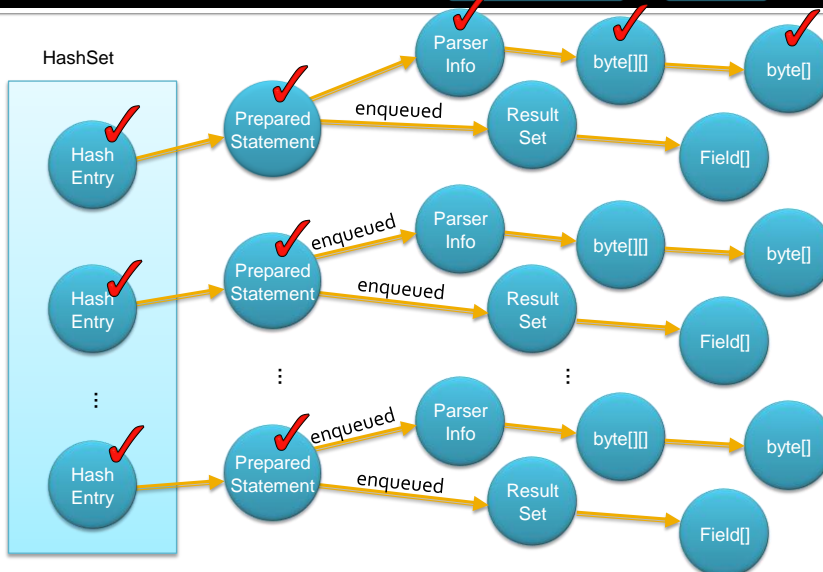 HashSet
Parser
Info
byte[][]
byte[]
enqueued
Prepared
Statement
Result
Set
Hash
Entry
Field[]
Parser
Info
enqueued
byte[][]
byte[]
Prepared
Statement
enqueued
Hash
Entry
Result
Set
Field[]
Parser
Info
enqueued
byte[][]
byte[]
Prepared
Statement
enqueued
Hash
Entry
Result
Set
Field[]